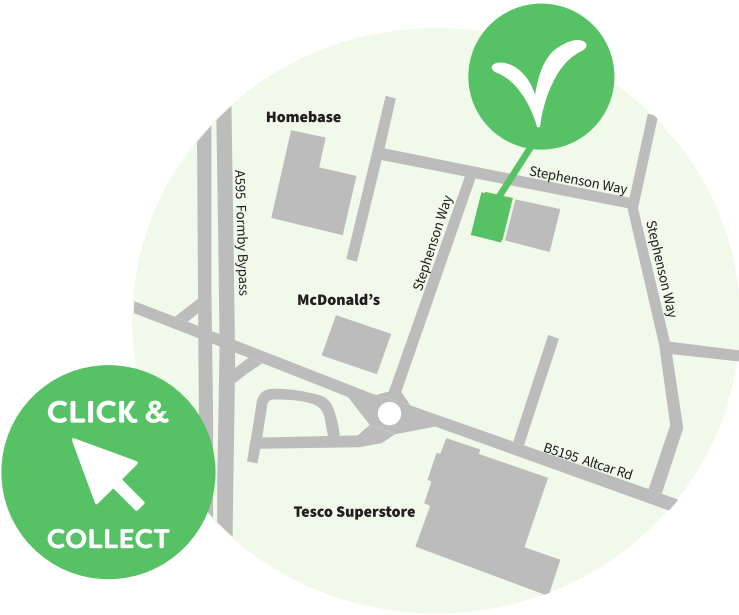 Homebase
Stephenson Way
A595 Formby Bypass
Stephenson Way
Stephenson Way
McDonald's
CLICK &
COLLECT
B5195 Altcar Rd
Tesco Superstore